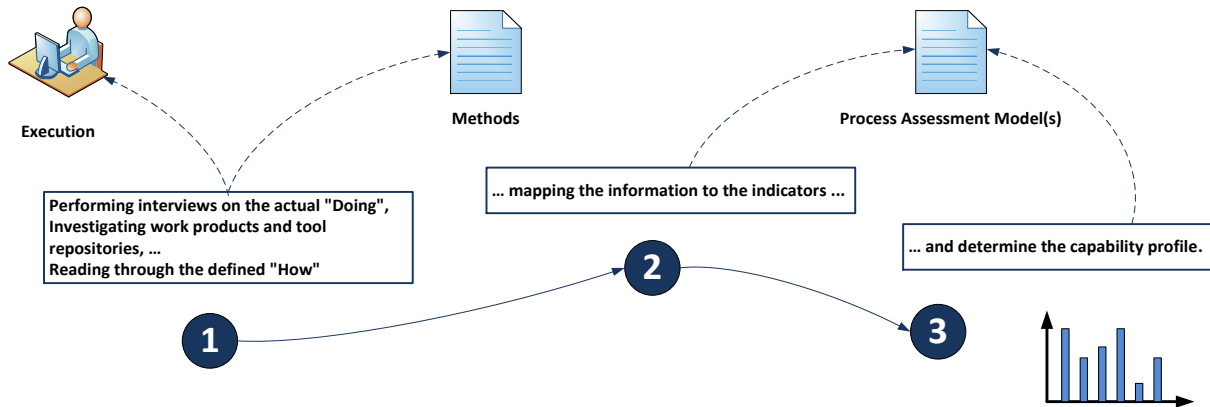 Execution
Methods
Process Assessment Model(s)
Performing interviews on the actual "Doing",
Investigating work products and tool
repositories, …
Reading through the defined "How"
… mapping the information to the indicators ...
… and determine the capability profile.
1
2
3